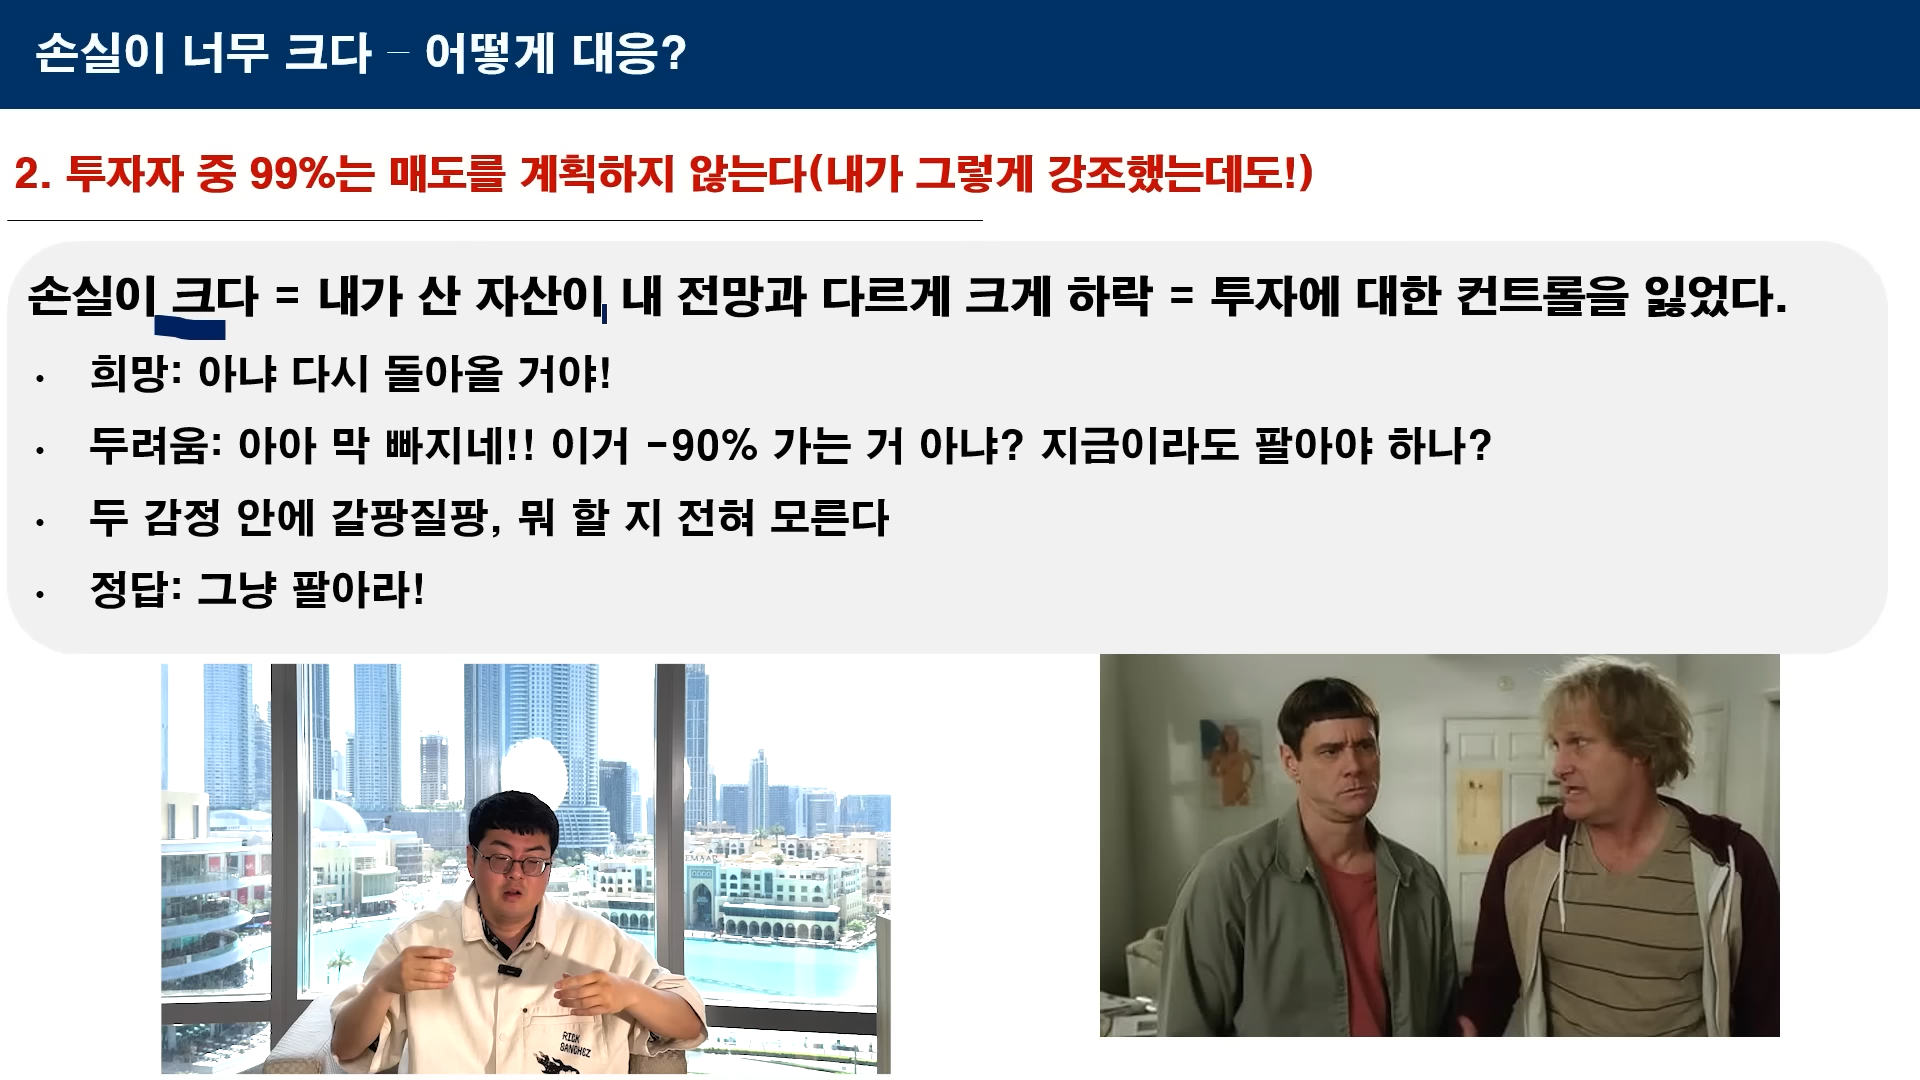 손실이 너무 크다 – 어떻게 대응?
2. 투자자 중 99%는 매도를 계획하지 않는다(내가 그렇게 강조했는데도!)
손실이 크다 = 내가 산 자산이 내 전망과 다르게 크게 하락 = 투자에 대한 컨트롤을 잃었다.
• 희망: 아냐 다시 돌아올 거야!
• 두려움: 아아 막 빠지네!! 이거 -90% 가는 거 아냐? 지금이라도 팔아야 하나?
• 두 감정 안에 갈팡질팡, 뭐 할 지 전혀 모른다
• 정답: 그냥 팔아라!
EMAAR
RICK
SANCHEZ